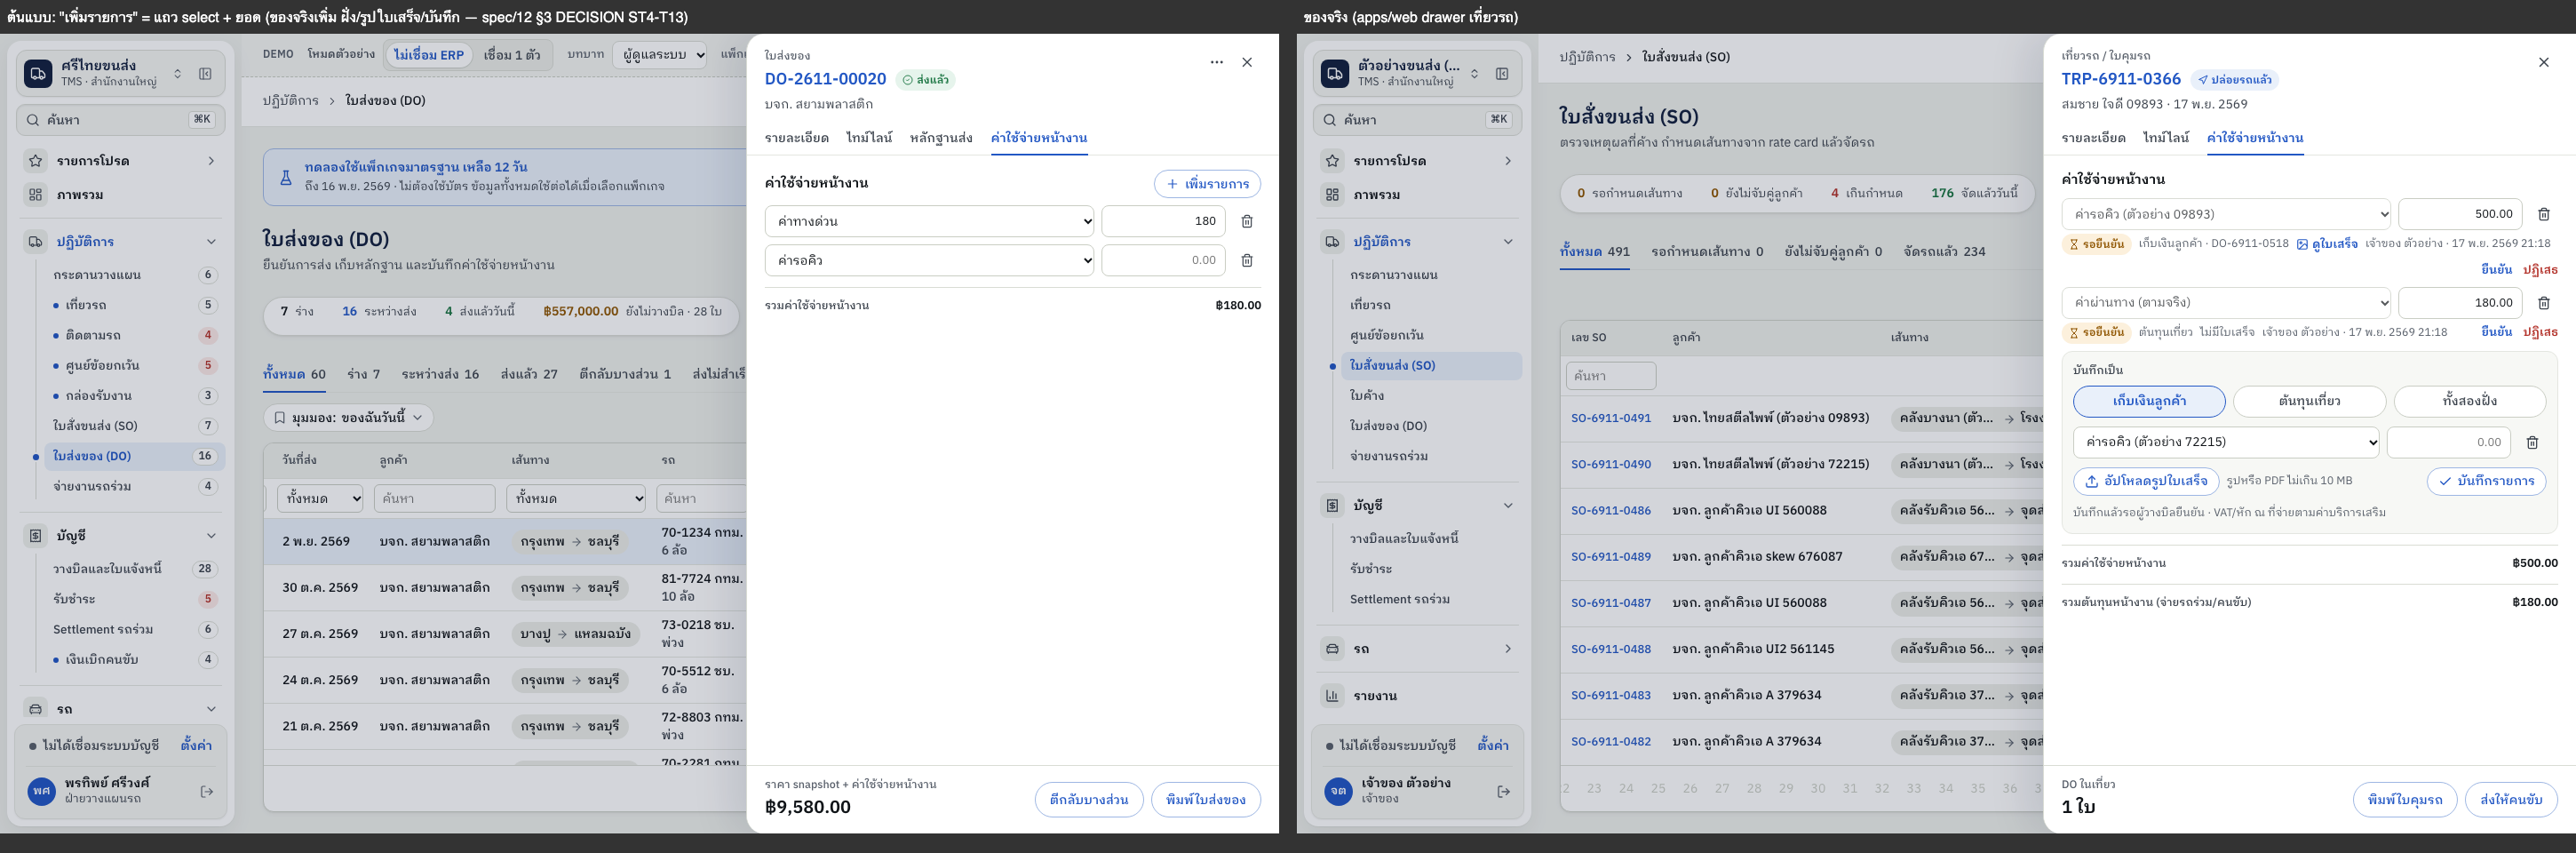 ต้นแบบ: "เพิ่มรายการ" = แถว select + ยอด (ของจริงเพิ่ม ฝั่ง/รูปใบเสร็จ/บันทึก — spec/12 §3 DECISION ST4-T13)
ศรีไทยขนส่ง
TMS · สำนักงานใหญ่
ค้นหา ⌘K
รายการโปรด
ภาพรวม
ปฏิบัติการ
กระดานวางแผน 6
เที่ยวรถ 5
ติดตามรถ 4
ศูนย์ข้อยกเว้น 5
กล่องรับงาน 3
ใบสั่งขนส่ง (SO) 7
ใบส่งของ (DO) 16
จ่ายงานรถร่วม 4
บัญชี
วางบิลและใบแจ้งหนี้ 28
รับชำระ 5
Settlement รถร่วม 6
เงินเบิกคนขับ 4
รถ
ไม่ได้เชื่อมระบบบัญชี ตั้งค่า
พศ พรทิพย์ ศรีวงศ์
ฝ่ายวางแผนรถ
DEMO โหมดตัวอย่าง ไม่เชื่อม ERP เชื่อม 1 ตัว บทบาท ผู้ดูแลระบบ
ปฏิบัติการ > ใบส่งของ (DO)
ทดลองใช้แพ็กเกจมาตรฐาน เหลือ 12 วัน
ถึง 16 พ.ย. 2569 · ไม่ต้องใช้บัตร ข้อมูลทั้งหมดใช้ต่อได้เมื่อเลือกแพ็กเกจ
ใบส่งของ (DO)
ยืนยันการส่ง เก็บหลักฐาน และบันทึกค่าใช้จ่ายหน้างาน
7 ร่าง 16 ระหว่างส่ง 4 ส่งแล้ววันนี้ ฿557,000.00 ยังไม่วางบิล · 28 ใบ
ทั้งหมด 60 ร่าง 7 ระหว่างส่ง 16 ส่งแล้ว 27 ตีกลับบางส่วน 1 ส่งไม่สำเร็
มุมมอง: ของฉันวันนี้
วันที่ส่ง ลูกค้า เส้นทาง รถ
ทั้งหมด ค้นหา ทั้งหมด ค้นหา
2 พ.ย. 2569 บจก. สยามพลาสติก กรุงเทพ → ชลบุรี 70-1234 กทม.
6 ล้อ
30 ต.ค. 2569 บจก. สยามพลาสติก กรุงเทพ → ชลบุรี 81-7724 กทม.
10 ล้อ
27 ต.ค. 2569 บจก. สยามพลาสติก บางปู → แหลมฉบัง 73-0218 ชบ.
พ่วง
24 ต.ค. 2569 บจก. สยามพลาสติก กรุงเทพ → ชลบุรี 70-5512 ชบ.
6 ล้อ
21 ต.ค. 2569 บจก. สยามพลาสติก กรุงเทพ → ชลบุรี 72-8803 กทม.
พ่วง
70-2281 กทม.
ใบส่งของ
DO-2611-00020 ส่งแล้ว
บจก. สยามพลาสติก
รายละเอียด ไทม์ไลน์ หลักฐานส่ง ค่าใช้จ่ายหน้างาน
ค่าใช้จ่ายหน้างาน + เพิ่มรายการ
ค่าทางด่วน 180
ค่ารอคิว 0.00
รวมค่าใช้จ่ายหน้างาน ฿180.00
ราคา snapshot + ค่าใช้จ่ายหน้างาน
฿9,580.00
ตีกลับบางส่วน พิมพ์ใบส่งของ
ของจริง (apps/web drawer เที่ยวรถ)
ตัวอย่างขนส่ง (...
TMS · สำนักงานใหญ่
ค้นหา ⌘K
รายการโปรด
ภาพรวม
ปฏิบัติการ
กระดานวางแผน
เที่ยวรถ
ศูนย์ข้อยกเว้น
ใบสั่งขนส่ง (SO)
ใบค้าง
ใบส่งของ (DO)
จ่ายงานรถร่วม
บัญชี
วางบิลและใบแจ้งหนี้
รับชำระ
Settlement รถร่วม
รถ
รายงาน
ไม่ได้เชื่อมระบบบัญชี ตั้งค่า
จต เจ้าของ ตัวอย่าง
เจ้าของ
ปฏิบัติการ > ใบสั่งขนส่ง (SO)
ใบสั่งขนส่ง (SO)
ตรวจเหตุผลที่ค้าง กำหนดเส้นทางจาก rate card แล้วจัดรถ
0 รอกำหนดเส้นทาง 0 ยังไม่จับคู่ลูกค้า 4 เกินกำหนด 176 จัดแล้ววันนี้
ทั้งหมด 491 รอกำหนดเส้นทาง 0 ยังไม่จับคู่ลูกค้า 0 จัดรถแล้ว 234
เลข SO ลูกค้า เส้นทาง
ค้นหา
SO-6911-0491 บจก. ไทยสตีลไพพ์ (ตัวอย่าง 09893) คลังบางนา (ตัว... → โรงง
SO-6911-0490 บจก. ไทยสตีลไพพ์ (ตัวอย่าง 72215) คลังบางนา (ตัว... → โรงง
SO-6911-0486 บจก. ลูกค้าคิวเอ UI 560088 คลังรับคิวเอ 56... → จุดส
SO-6911-0489 บจก. ลูกค้าคิวเอ skew 676087 คลังรับคิวเอ 67... → จุดส
SO-6911-0487 บจก. ลูกค้าคิวเอ UI 560088 คลังรับคิวเอ 56... → จุดส
SO-6911-0488 บจก. ลูกค้าคิวเอ UI2 561145 คลังรับคิวเอ 56... → จุดส
SO-6911-0483 บจก. ลูกค้าคิวเอ A 379634 คลังรับคิวเอ 37... → จุดส
SO-6911-0482 บจก. ลูกค้าคิวเอ A 379634 คลังรับคิวเอ 37... → จุดส
2 23 24 25 26 27 28 29 30 31 32 33 34 35 36 3
เที่ยวรถ / ใบคุมรถ
TRP-6911-0366 ปล่อยรถแล้ว
สมชาย ใจดี 09893 · 17 พ.ย. 2569
รายละเอียด ไทม์ไลน์ ค่าใช้จ่ายหน้างาน
ค่าใช้จ่ายหน้างาน
ค่ารอคิว (ตัวอย่าง 09893) 500.00
รอยืนยัน เก็บเงินลูกค้า · DO-6911-0518 ดูใบเสร็จ เจ้าของ ตัวอย่าง · 17 พ.ย. 2569 21:18
ยืนยัน ปฏิเสธ
ค่าผ่านทาง (ตามจริง) 180.00
รอยืนยัน ต้นทุนเที่ยว ไม่มีใบเสร็จ เจ้าของ ตัวอย่าง · 17 พ.ย. 2569 21:18 ยืนยัน ปฏิเสธ
บันทึกเป็น
เก็บเงินลูกค้า ต้นทุนเที่ยว ทั้งสองฝั่ง
ค่ารอคิว (ตัวอย่าง 72215) 0.00
อัปโหลดรูปใบเสร็จ รูปหรือ PDF ไม่เกิน 10 MB บันทึกรายการ
บันทึกแล้วรอผู้วางบิลยืนยัน · VAT/หัก ณ ที่จ่ายตามค่าบริการเสริม
รวมค่าใช้จ่ายหน้างาน ฿500.00
รวมต้นทุนหน้างาน (จ่ายรถร่วม/คนขับ) ฿180.00
DO ในเที่ยว
1 ใบ
พิมพ์ใบคุมรถ ส่งให้คนขับ